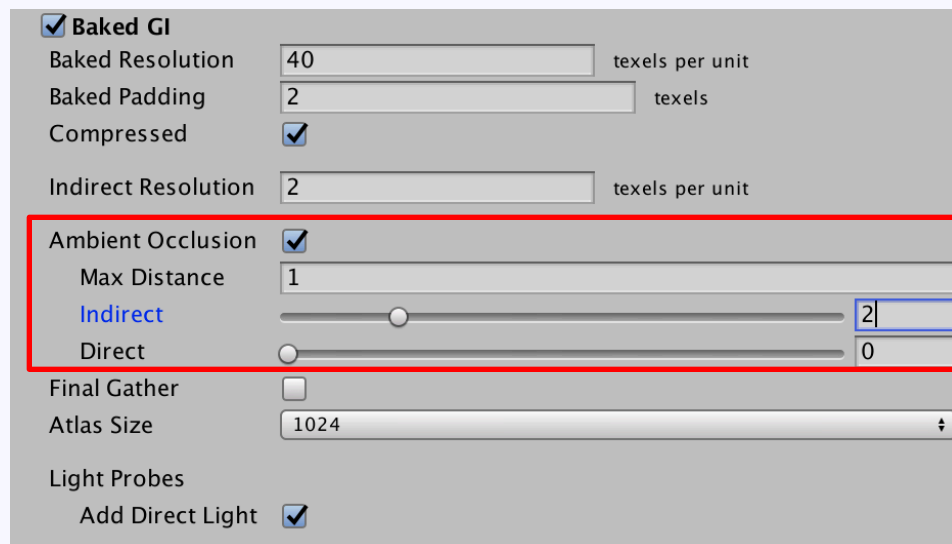 Baked GI
Baked Resolution 40 texels per unit
Baked Padding 2 texels
Compressed
Indirect Resolution 2 texels per unit
Ambient Occlusion
Max Distance 1
Indirect 2
Direct 0
Final Gather
Atlas Size 1024
Light Probes
Add Direct Light